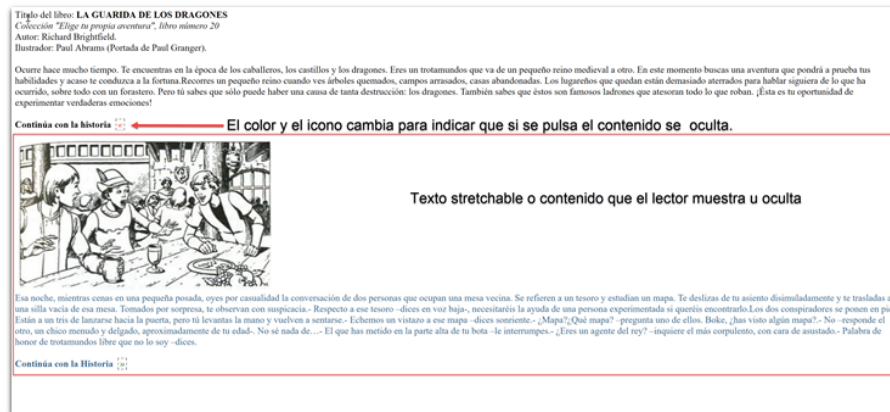 Titulo del libro: LA GUARIDA DE LOS DRAGONES
Colección "Elige tu propia aventura", libro número 20
Autor: Richard Brightfield.
Ilustrador: Paul Abrams (Portada de Paul Granger).
Ocurre hace mucho tiempo. Te encuentras en la época de los caballeros, los castillos y los dragones. Eres un trotamundos que va de un pequeño reino medieval a otro. En este momento buscas una aventura que pondrá a prueba tus
habilidades y acaso te conduzca a la fortuna.Recorres un pequeño reino cuando ves árboles quemados, campos arrasados, casas abandonadas. Los lugareños que quedan están demasiado aterrados para hablar siguiera de lo que ha
ocurrido, sobre todo con un forastero. Pero tú sabes que sólo puede haber una causa de tanta destrucción: los dragones. También sabes que éstos son famosos ladrones que atesoran todo lo que roban. ¡Ésta es tu oportunidad de
experimentar verdaderas emociones!
Continúa con la historia
El color y el icono cambia para indicar que si se pulsa el contenido se oculta.
Texto stretchable o contenido que el lector muestra u oculta
Esa noche, mientras cenas en una pequeña posada, oyes por casualidad la conversación de dos personas que ocupan una mesa vecina. Se refieren a un tesoro y estudian un mapa. Te deslizas de tu asiento disimuladamente y te trasladas a
una silla vacía de esa mesa. Tomados por sorpresa, te observan con suspicacia.- Respecto a ese tesoro –dices en voz baja-, necesitaréis la ayuda de una persona experimentada si queréis encontrarlo.Los dos conspiradores se ponen en pie
Están a un tris de lanzarse hacia la puerta, pero tú levantas la mano y vuelven a sentarse.- Echemos un vistazo a ese mapa –dices sonriente.- ¿Mapa?¿Qué mapa? –pregunta uno de ellos. Boke, ¿has visto algún mapa?.- No –responde el
otro, un chico menudo y delgado, aproximadamente de tu edad-. No sé nada de…- El que has metido en la parte alta de tu bota –le interrumpes.- ¿Eres un agente del rey? –inquiere el más corpulento, con cara de asustado.- Palabra de
honor de trotamundos libre que no lo soy –dices.
Continúa con la Historia